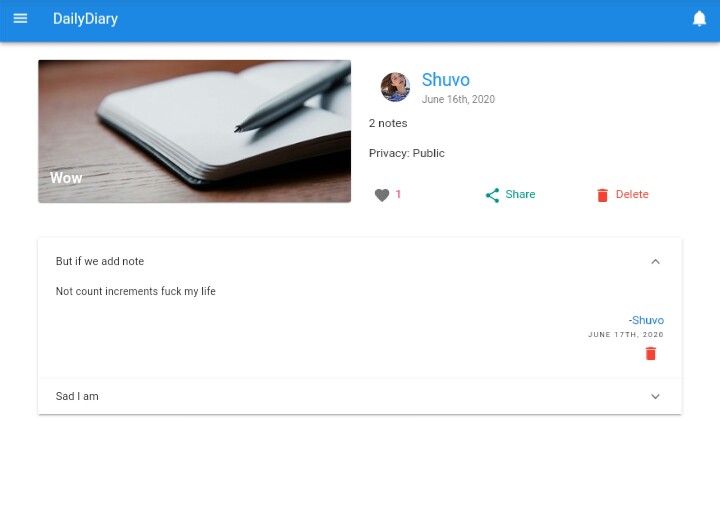 DailyDiary
Wow
Shuvo
June 16th, 2020
2 notes
Privacy: Public
1
Share
Delete
But if we add note
Not count increments fuck my life
-Shuvo
JUNE 17TH, 2020
Sad I am